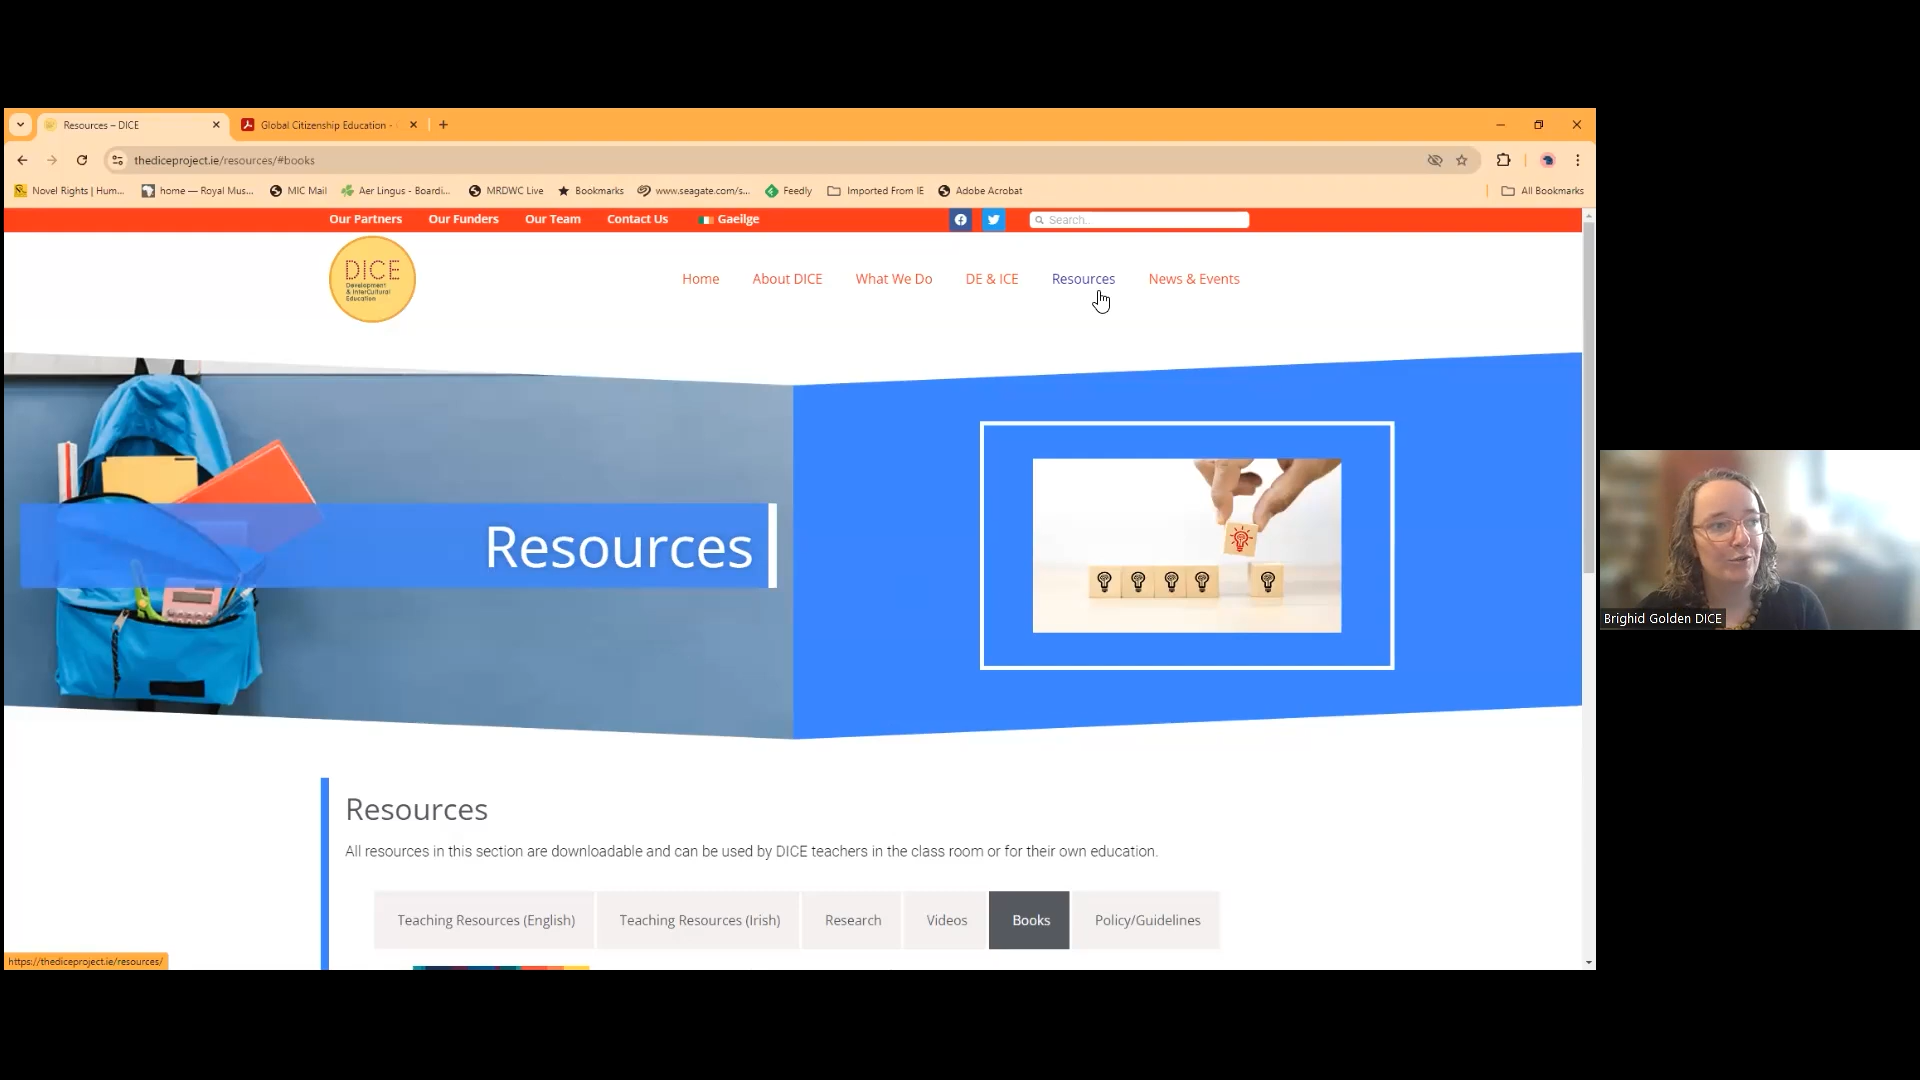 Resources – DICE
Global Citizenship Education -
thediceproject.ie/resources/#books
Novel Rights | Hum...
home — Royal Mus...
MIC Mail
Aer Lingus - Boardi...
MRDWC Live
Bookmarks
www.seagate.com/s...
Feedly
Imported From IE
Adobe Acrobat
All Bookmarks
Our Partners
Our Funders
Our Team
Contact Us
Gaeilge
Search...
DICE
Development
& InterCultural
Education
Home
About DICE
What We Do
DE & ICE
Resources
News & Events
Resources
Brighid Golden DICE
Resources
All resources in this section are downloadable and can be used by DICE teachers in the class room or for their own education.
Teaching Resources (English)
Teaching Resources (Irish)
Research
Videos
Books
Policy/Guidelines
https://thediceproject.ie/resources/